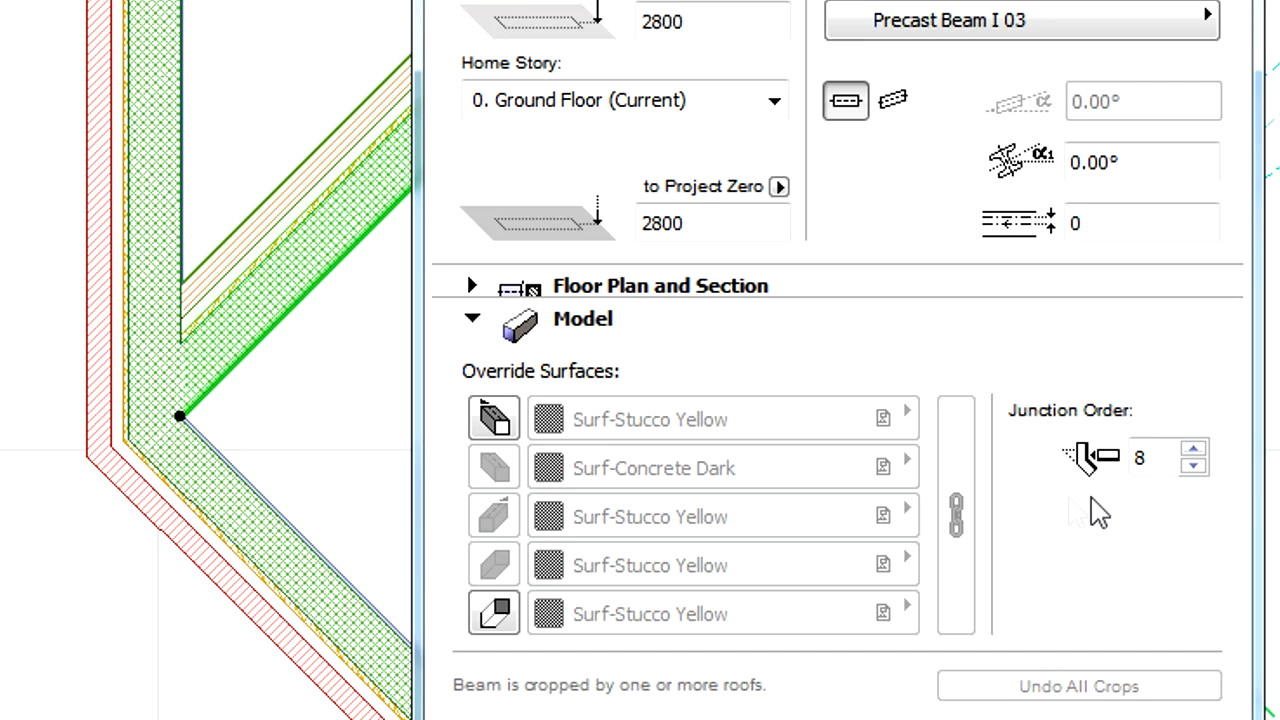 2800
Precast Beam I 03
Home Story:
0. Ground Floor (Current)
α 0.00°
α1 0.00°
to Project Zero
2800
0
Floor Plan and Section
Model
Override Surfaces:
Surf-Stucco Yellow
Junction Order:
Surf-Concrete Dark
8
Surf-Stucco Yellow
Surf-Stucco Yellow
Surf-Stucco Yellow
Beam is cropped by one or more roofs.
Undo All Crops